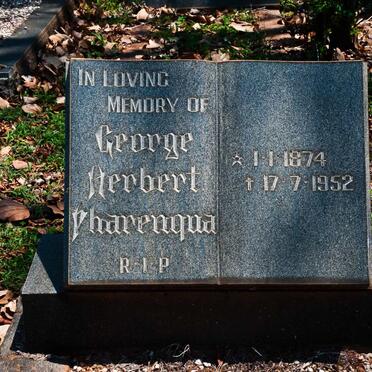 In Loving
Memory of
George
Herbert
Pharenqua
R·I·P
1·1·1874
† 17·7·1952